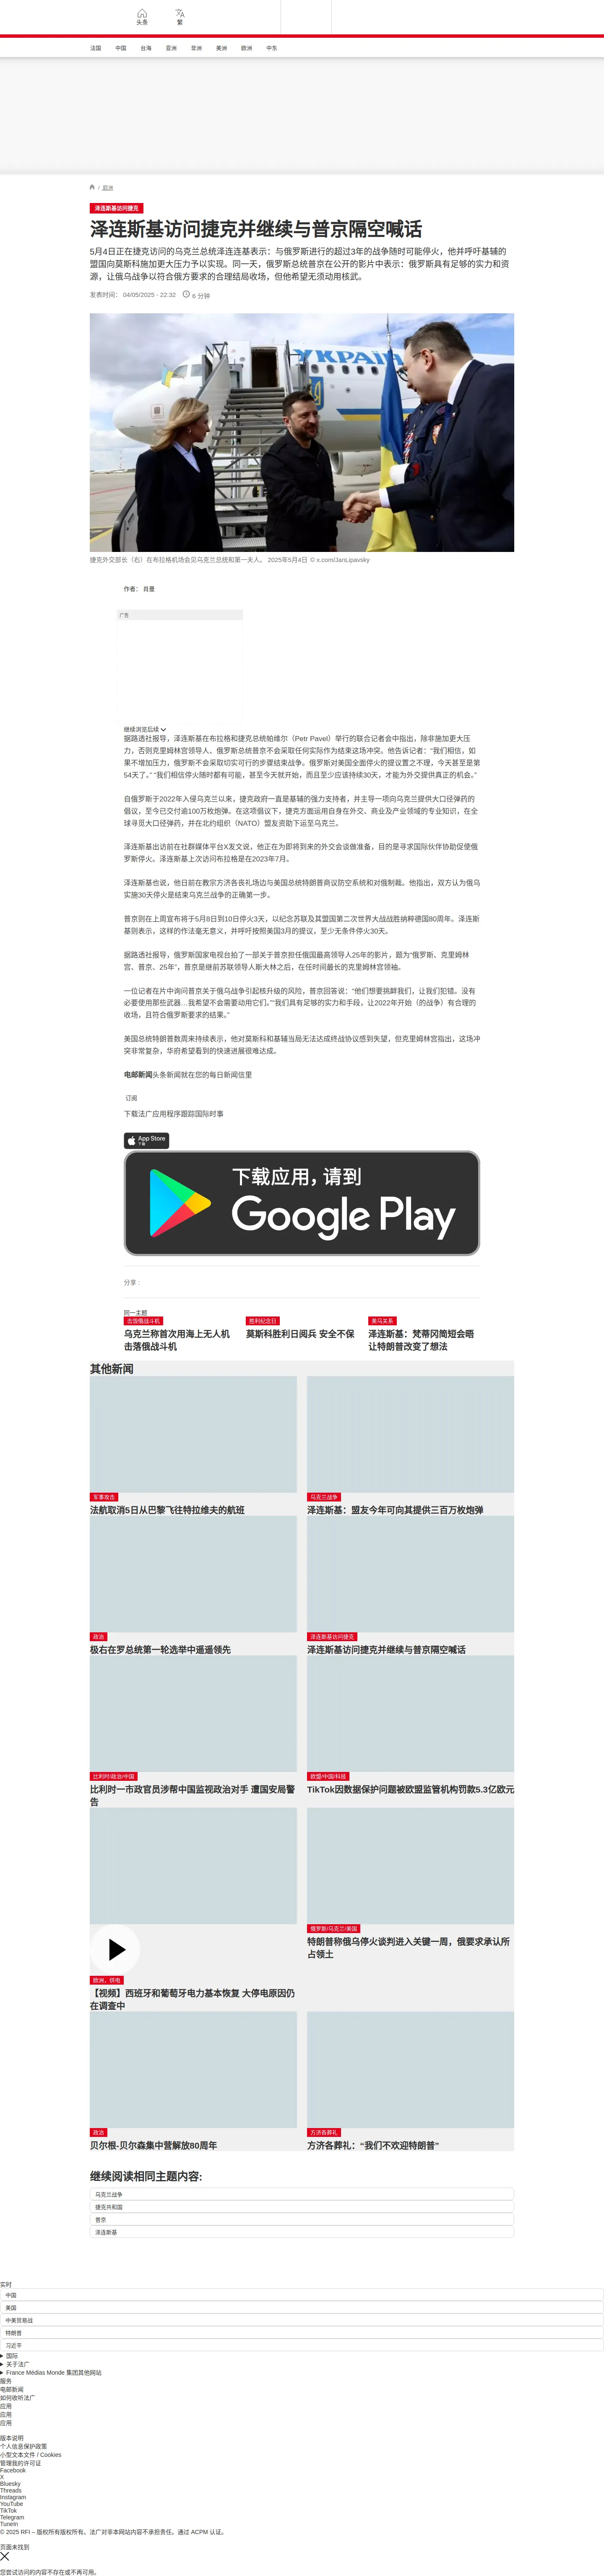 头条
繁
法国 中国 台海 亚洲 非洲 美洲 欧洲 中东
/ 欧洲
泽连斯基访问捷克
泽连斯基访问捷克并继续与普京隔空喊话
5月4日正在捷克访问的乌克兰总统泽连连基表示：与俄罗斯进行的超过3年的战争随时可能停火，他并呼吁基辅的
盟国向莫斯科施加更大压力予以实现。同一天，俄罗斯总统普京在公开的影片中表示：俄罗斯具有足够的实力和资
源，让俄乌战争以符合俄方要求的合理结局收场，但他希望无须动用核武。
发表时间： 04/05/2025 - 22:32 6 分钟
УКРАЇН
捷克外交部长（右）在布拉格机场会见乌克兰总统和第一夫人。 2025年5月4日 © x.com/JanLipavsky
作者： 肖曼
广告
继续浏览后续
据路透社报导，泽连斯基在布拉格和捷克总统帕维尔（Petr Pavel）举行的联合记者会中指出，除非施加更大压
力，否则克里姆林宫领导人、俄罗斯总统普京不会采取任何实际作为结束这场冲突。他告诉记者：“我们相信，如
果不增加压力，俄罗斯不会采取切实可行的步骤结束战争。俄罗斯对美国全面停火的提议置之不理，今天甚至是第
54天了。” “我们相信停火随时都有可能，甚至今天就开始，而且至少应该持续30天，才能为外交提供真正的机会。”
自俄罗斯于2022年入侵乌克兰以来，捷克政府一直是基辅的强力支持者，并主导一项向乌克兰提供大口径弹药的
倡议，至今已交付逾100万枚炮弹。在这项倡议下，捷克方面运用自身在外交、商业及产业领域的专业知识，在全
球寻觅大口径弹药，并在北约组织（NATO）盟友资助下运至乌克兰。
泽连斯基出访前在社群媒体平台X发文说，他正在为即将到来的外交会谈做准备，目的是寻求国际伙伴协助促使俄
罗斯停火。泽连斯基上次访问布拉格是在2023年7月。
泽连斯基也说，他日前在教宗方济各丧礼场边与美国总统特朗普商议防空系统和对俄制裁。他指出，双方认为俄乌
实施30天停火是结束乌克兰战争的正确第一步。
普京则在上周宣布将于5月8日到10日停火3天，以纪念苏联及其盟国第二次世界大战战胜纳粹德国80周年。泽连斯
基则表示，这样的作法毫无意义，并呼吁按照美国3月的提议，至少无条件停火30天。
据路透社报导，俄罗斯国家电视台拍了一部关于普京担任俄国最高领导人25年的影片，题为“俄罗斯、克里姆林
宫、普京、25年”，普京是继前苏联领导人斯大林之后，在任时间最长的克里姆林宫领袖。
一位记者在片中询问普京关于俄乌战争引起核升级的风险，普京回答说：“他们想要挑衅我们，让我们犯错。没有
必要使用那些武器…我希望不会需要动用它们。”“我们具有足够的实力和手段，让2022年开始（的战争）有合理的
收场，且符合俄罗斯要求的结果。”
美国总统特朗普数周来持续表示，他对莫斯科和基辅当局无法达成终战协议感到失望，但克里姆林宫指出，这场冲
突非常复杂，华府希望看到的快速进展很难达成。
电邮新闻头条新闻就在您的每日新闻信里
订阅
下载法广应用程序跟踪国际时事
App Store
下载
下载应用，请到
Google Play
分享 :
同一主题
击毁俄战斗机
乌克兰称首次用海上无人机
击落俄战斗机
胜利纪念日
莫斯科胜利日阅兵 安全不保
美乌关系
泽连斯基：梵蒂冈简短会晤
让特朗普改变了想法
其他新闻
军事攻击
法航取消5日从巴黎飞往特拉维夫的航班
乌克兰战争
泽连斯基：盟友今年可向其提供三百万枚炮弹
政治
极右在罗总统第一轮选举中遥遥领先
泽连斯基访问捷克
泽连斯基访问捷克并继续与普京隔空喊话
比利时/政治/中国
比利时一市政官员涉帮中国监视政治对手 遭国安局警
告
欧盟/中国/科技
TikTok因数据保护问题被欧盟监管机构罚款5.3亿欧元
欧洲，供电
【视频】西班牙和葡萄牙电力基本恢复 大停电原因仍
在调查中
俄罗斯/乌克兰/美国
特朗普称俄乌停火谈判进入关键一周，俄要求承认所
占领土
政治
贝尔根-贝尔森集中营解放80周年
方济各葬礼
方济各葬礼：“我们不欢迎特朗普”
继续阅读相同主题内容:
乌克兰战争
捷克共和国
普京
泽连斯基
实时
中国
美国
中美贸易战
特朗普
习近平
国际
关于法广
France Médias Monde 集团其他网站
服务
电邮新闻
如何收听法广
应用
应用
应用
版本说明
个人信息保护政策
小型文本文件 / Cookies
管理我的许可证
Facebook
X
Bluesky
Threads
Instagram
YouTube
TikTok
Telegram
TuneIn
© 2025 RFI – 版权所有版权所有。法广对非本网站内容不承担责任。通过 ACPM 认证。
页面未找到
您尝试访问的内容不存在或不再可用。